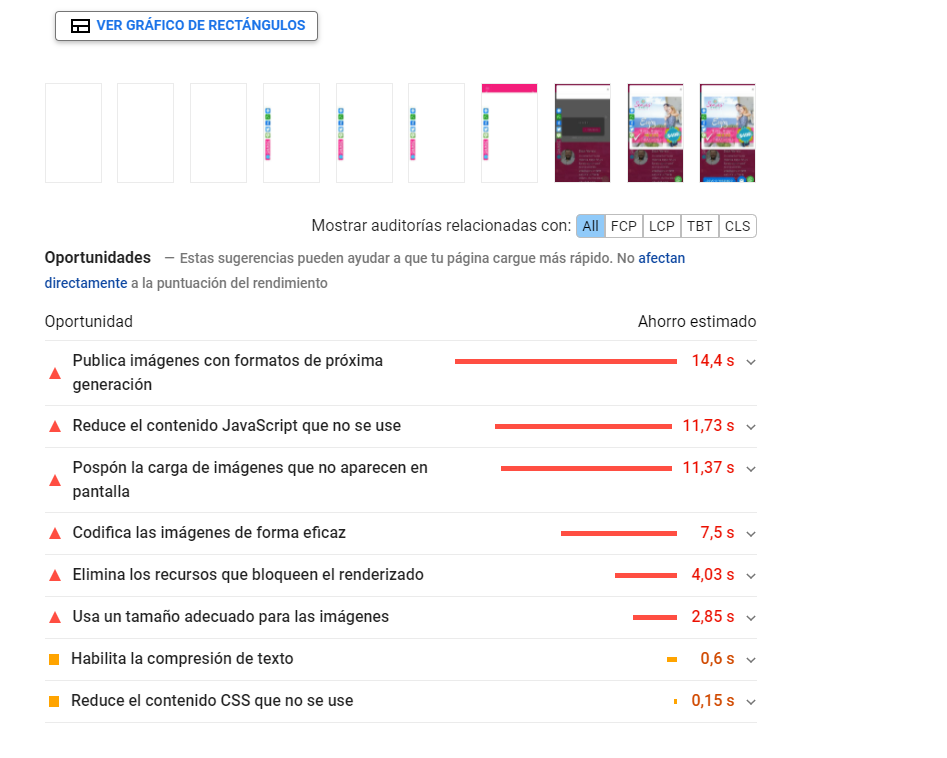 VER GRÁFICO DE RECTÁNGULOS
Mostrar auditorías relacionadas con: All FCP LCP TBT CLS
Oportunidades — Estas sugerencias pueden ayudar a que tu página cargue más rápido. No afectan
directamente a la puntuación del rendimiento
Oportunidad Ahorro estimado
Publica imágenes con formatos de próxima
generación 14,4 s
Reduce el contenido JavaScript que no se use 11,73 s
Pospón la carga de imágenes que no aparecen en
pantalla 11,37 s
Codifica las imágenes de forma eficaz 7,5 s
Elimina los recursos que bloqueen el renderizado 4,03 s
Usa un tamaño adecuado para las imágenes 2,85 s
Habilita la compresión de texto 0,6 s
Reduce el contenido CSS que no se use 0,15 s